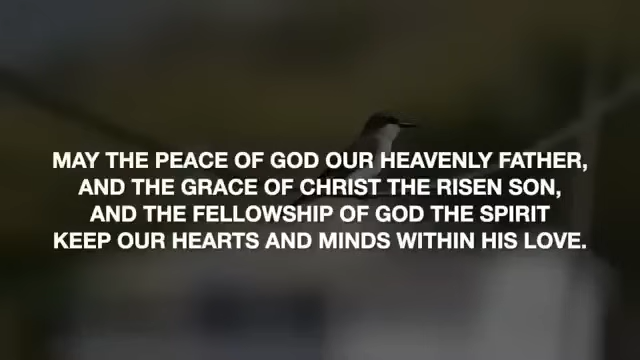 MAY THE PEACE OF GOD OUR HEAVENLY FATHER,
AND THE GRACE OF CHRIST THE RISEN SON,
AND THE FELLOWSHIP OF GOD THE SPIRIT
KEEP OUR HEARTS AND MINDS WITHIN HIS LOVE.